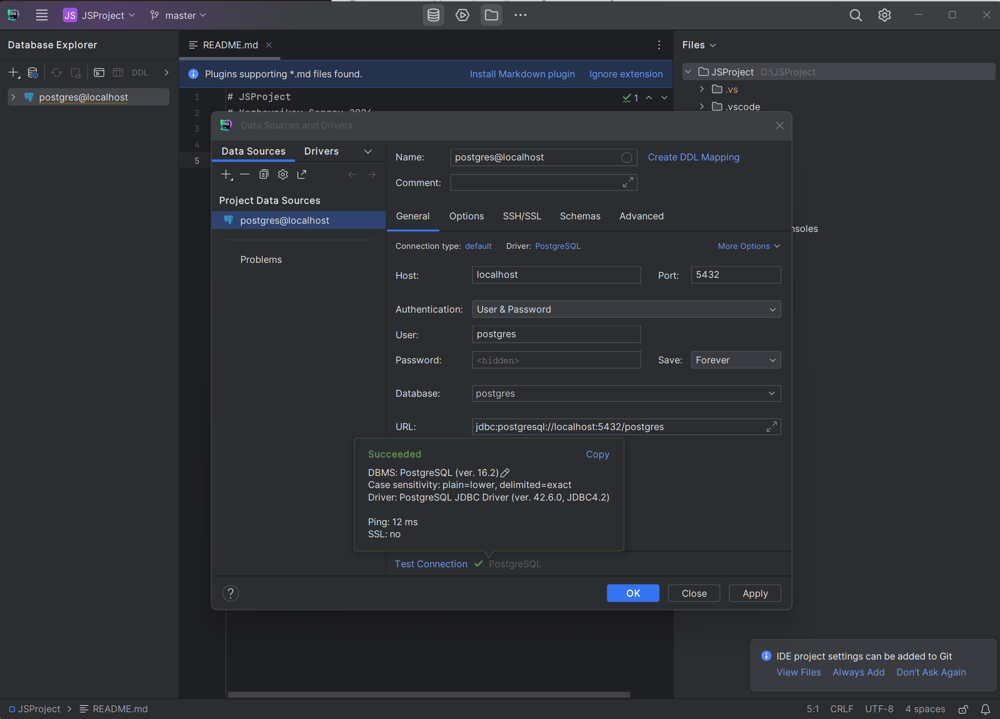 JS JSProject master
Database Explorer
DDL
postgres@localhost
README.md
Plugins supporting *.md files found. Install Markdown plugin Ignore extension
1 # JSProject 1
2
3
4
5
Files
JSProject D:\JSProject
.vs
.vscode
nsoles
Data Sources and Drivers
Data Sources Drivers
Project Data Sources
postgres@localhost
Problems
Name: postgres@localhost Create DDL Mapping
Comment:
General Options SSH/SSL Schemas Advanced
Connection type: default Driver: PostgreSQL More Options
Host: localhost Port: 5432
Authentication: User & Password
User: postgres
Password: <hidden> Save: Forever
Database: postgres
URL: jdbc:postgresql://localhost:5432/postgres
Succeeded Copy
DBMS: PostgreSQL (ver. 16.2)
Case sensitivity: plain=lower, delimited=exact
Driver: PostgreSQL JDBC Driver (ver. 42.6.0, JDBC4.2)
Ping: 12 ms
SSL: no
Test Connection PostgreSQL
? OK Close Apply
IDE project settings can be added to Git
View Files Always Add Don't Ask Again
JSProject > README.md
5:1 CRLF UTF-8 4 spaces